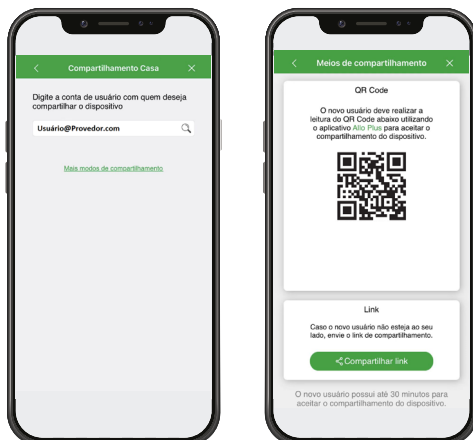 Compartilhamento Casa
Digite a conta de usuário com quem deseja
compartilhar o dispositivo
Usuário@Provedor.com
Mais modos de compartilhamento
Meios de compartilhamento
QR Code
O novo usuário deve realizar a
leitura do QR Code abaixo utilizando
o aplicativo Allo Plus para aceitar o
compartilhamento do dispositivo.
Link
Caso o novo usuário não esteja ao seu
lado, envie o link de compartilhamento.
Compartilhar link
O novo usuário possui até 30 minutos para
aceitar o compartilhamento do dispositivo.